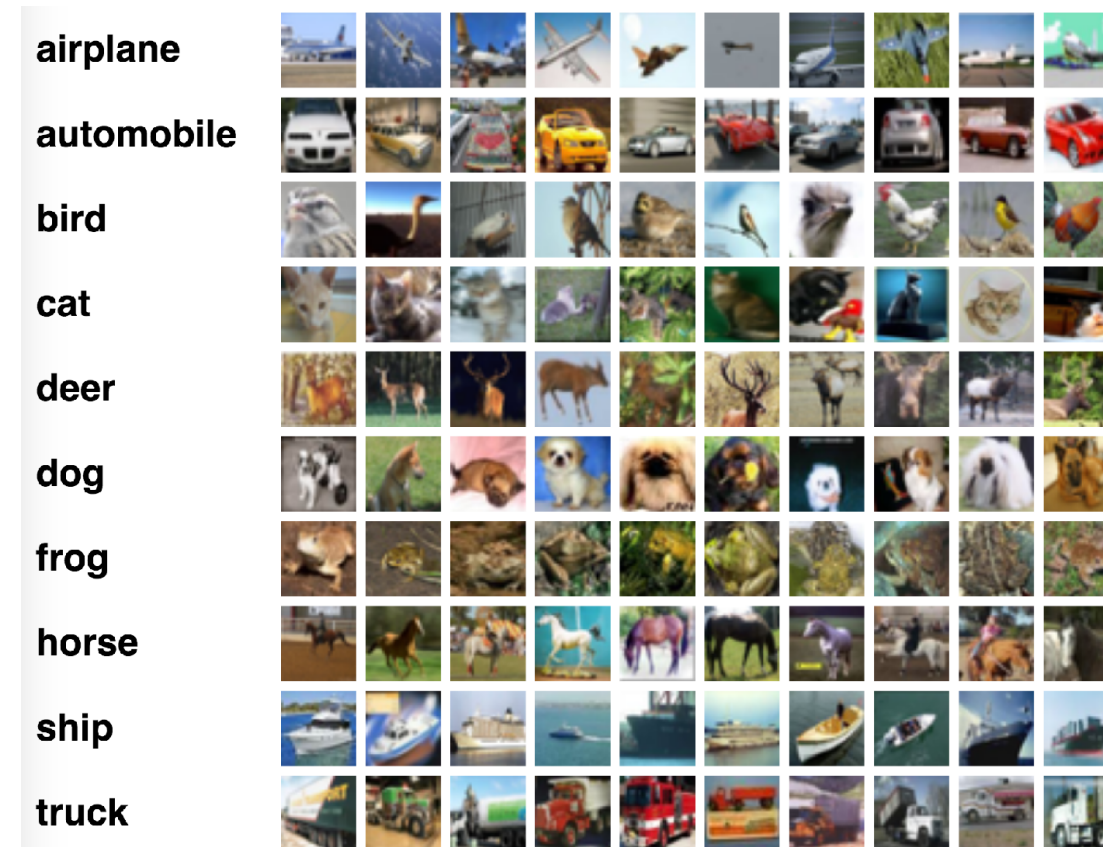 airplane
automobile
bird
cat
deer
dog
frog
horse
ship
truck